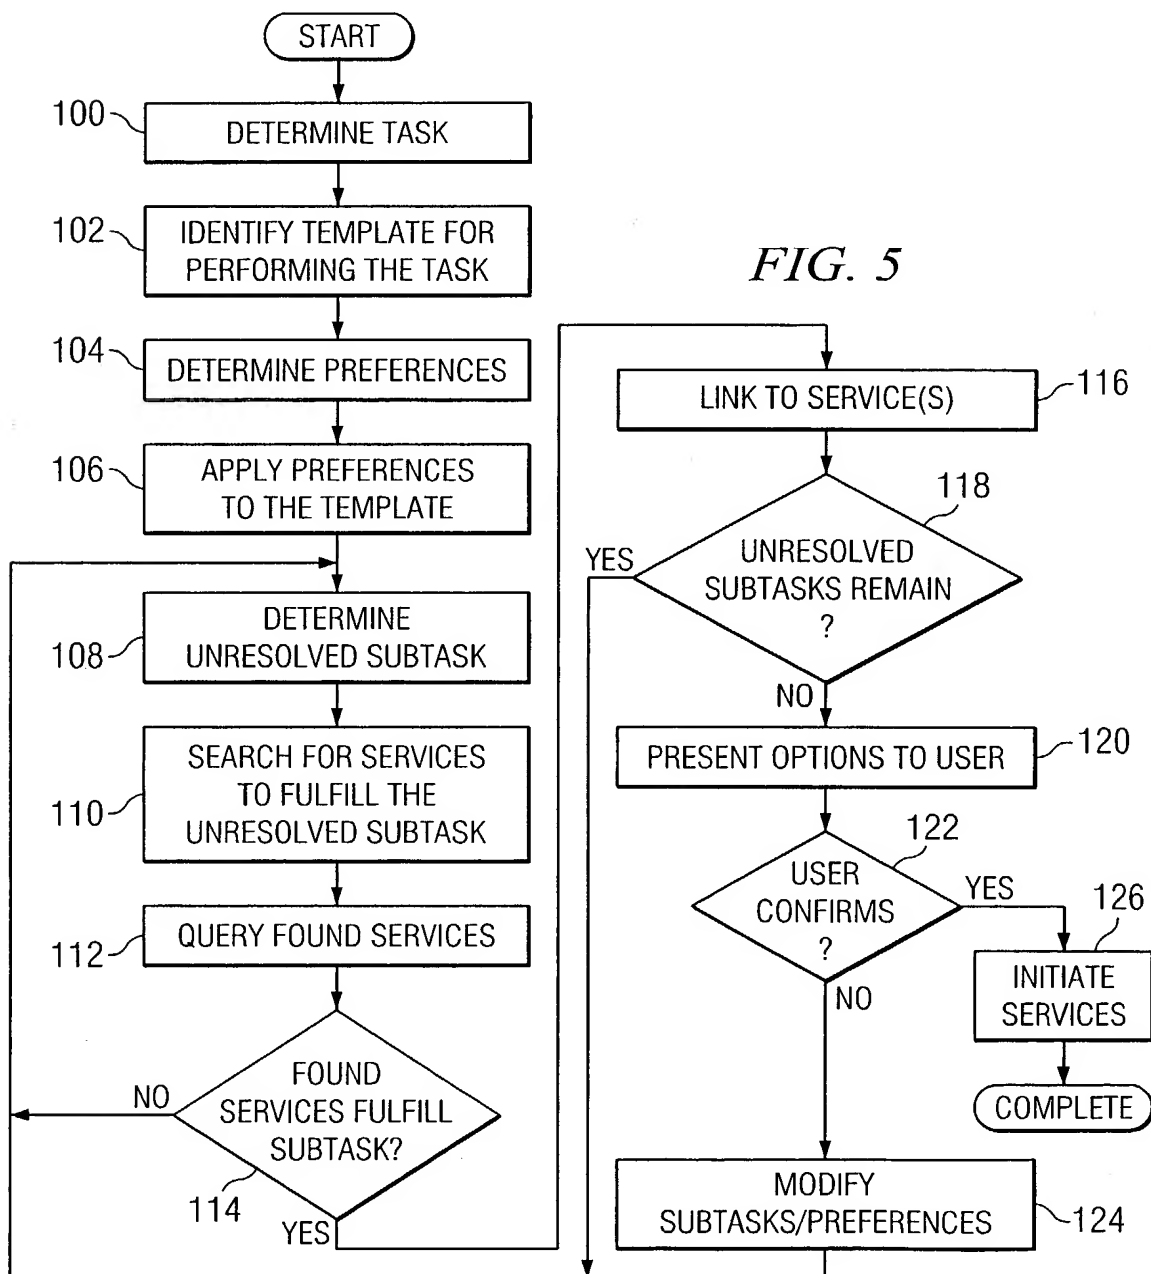 START
100
DETERMINE TASK
102
IDENTIFY TEMPLATE FOR
PERFORMING THE TASK
104
DETERMINE PREFERENCES
106
APPLY PREFERENCES
TO THE TEMPLATE
108
DETERMINE
UNRESOLVED SUBTASK
110
SEARCH FOR SERVICES
TO FULFILL THE
UNRESOLVED SUBTASK
112
QUERY FOUND SERVICES
NO
FOUND
SERVICES FULFILL
SUBTASK?
114
YES
FIG. 5
LINK TO SERVICE(S)
116
118
YES
UNRESOLVED
SUBTASKS REMAIN
?
NO
PRESENT OPTIONS TO USER
120
122
USER
CONFIRMS
?
YES
126
NO
INITIATE
SERVICES
COMPLETE
MODIFY
SUBTASKS/PREFERENCES
124